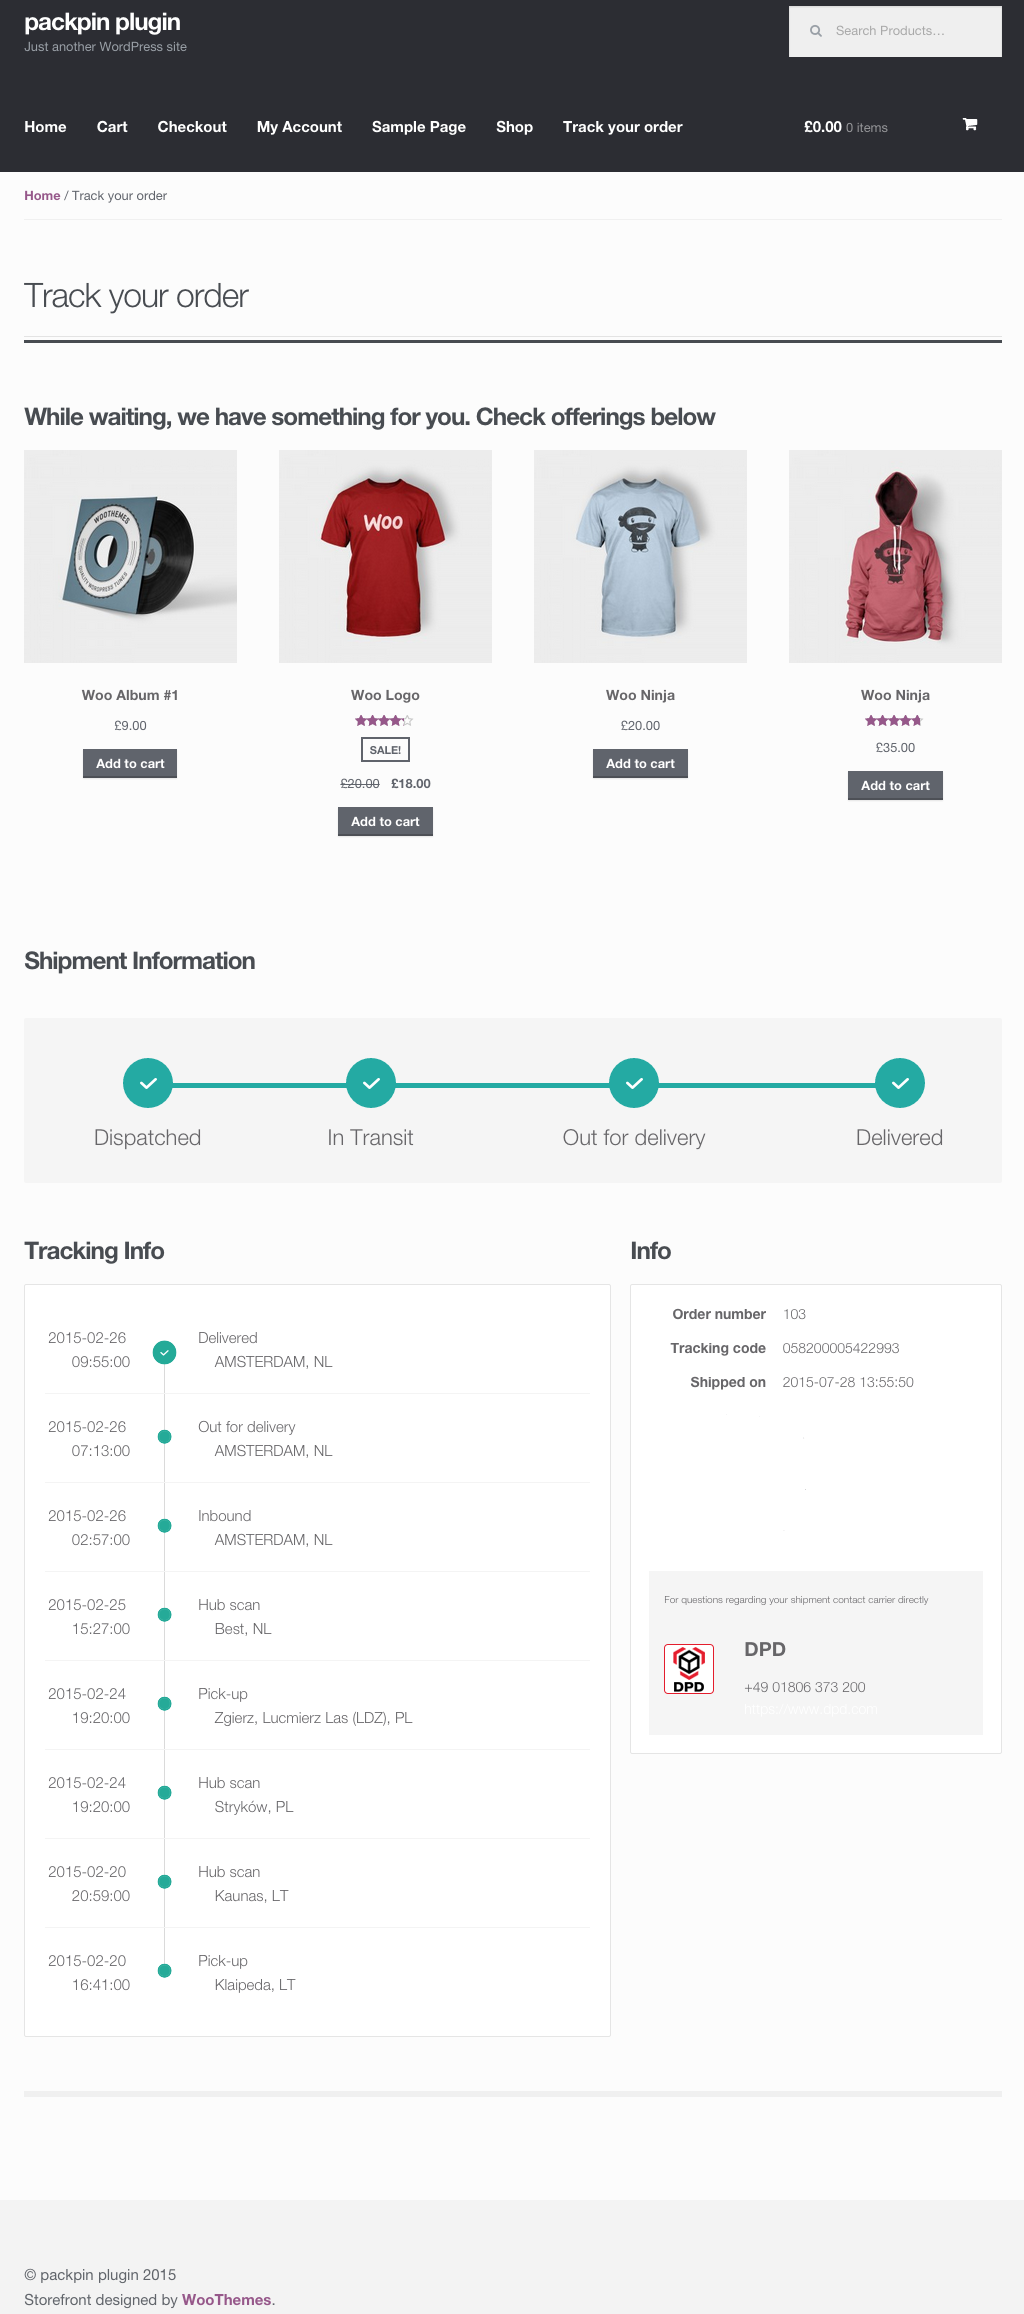 packpin plugin
Just another WordPress site
Search Products...
Home Cart Checkout My Account Sample Page Shop Track your order £0.00 0 items
Home / Track your order
Track your order
While waiting, we have something for you. Check offerings below
WOOTHEMES
QUALITY WORDPRESS TUNES
WOO
W
W
Woo Album #1
£9.00
Add to cart
Woo Logo
SALE!
£20.00 £18.00
Add to cart
Woo Ninja
£20.00
Add to cart
Woo Ninja
£35.00
Add to cart
Shipment Information
Dispatched In Transit Out for delivery Delivered
Tracking Info
2015-02-26 Delivered
09:55:00 AMSTERDAM, NL
2015-02-26 Out for delivery
07:13:00 AMSTERDAM, NL
2015-02-26 Inbound
02:57:00 AMSTERDAM, NL
2015-02-25 Hub scan
15:27:00 Best, NL
2015-02-24 Pick-up
19:20:00 Zgierz, Lucmierz Las (LDZ), PL
2015-02-24 Hub scan
19:20:00 Stryków, PL
2015-02-20 Hub scan
20:59:00 Kaunas, LT
2015-02-20 Pick-up
16:41:00 Klaipeda, LT
Info
Order number 103
Tracking code 058200005422993
Shipped on 2015-07-28 13:55:50
For questions regarding your shipment contact carrier directly
DPD
DPD
+49 01806 373 200
https://www.dpd.com
© packpin plugin 2015
Storefront designed by WooThemes.